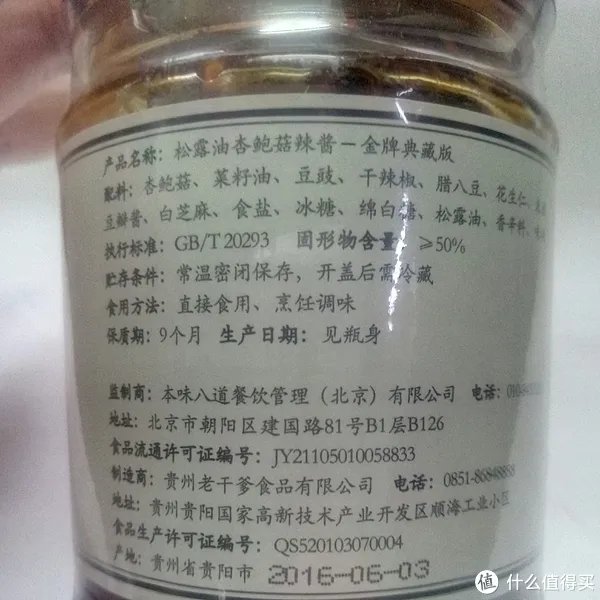 产品名称：松露油杏鲍菇辣酱－金牌典藏版
配料：杏鲍菇、菜籽油、豆豉、干辣椒、腊八豆、花生仁、
豆瓣酱、白芝麻、食盐、冰糖、绵白糖、松露油、香辛料、
执行标准：GB/T 20293 固形物含量：≥50%
贮存条件：常温密闭保存，开盖后需冷藏
食用方法：直接食用、烹饪调味
保质期：9个月 生产日期：见瓶身
监制商：本味八道餐饮管理（北京）有限公司 电话：
地址：北京市朝阳区建国路81号B1层B126
食品流通许可证编号：JY21105010058833
制造商：贵州老干爹食品有限公司 电话：0851-86848858
地址：贵州贵阳国家高新技术产业开发区顺海工业小区
食品生产许可证编号：QS520103070004
产地：贵州省贵阳市 2016-06-03
值 什么值得买